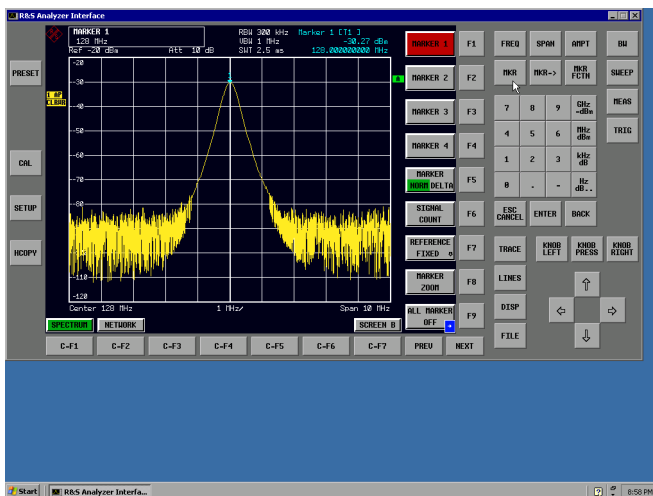 R&S Analyzer Interface
MARKER 1
128 MHz
Ref -20 dBm
Att 10 dB
RBW 300 kHz
VBW 1 MHz
SWT 2.5 ms
Marker 1 [T1 ]
-30.27 dBm
128.000000000 MHz
-20
1 AP
CLRWR
-40
-50
-60
-70
-80
-110
-120
1
A
Center 128 MHz
1 MHz/
Span 10 MHz
SPECTRUM
NETWORK
SCREEN B
PRESET
CAL
SETUP
HCOPY
MARKER 1
MARKER 2
MARKER 3
MARKER 4
MARKER
NORM DELTA
SIGNAL
COUNT
REFERENCE
FIXED
MARKER
ZOOM
ALL MARKER
OFF
F1
F2
F3
F4
F5
F6
F7
F8
F9
C-F1
C-F2
C-F3
C-F4
C-F5
C-F6
C-F7
PREV
NEXT
FREQ
SPAN
AMPT
BW
MKR
MKR->
MKR
FCTN
SWEEP
MEAS
7
8
9
GHz
-dBm
4
5
6
MHz
dBm
TRIG
1
2
3
kHz
dB
0
.
-
Hz
dB..
ESC
CANCEL
ENTER
BACK
TRACE
KNOB
LEFT
KNOB
PRESS
KNOB
RIGHT
LINES
DISP
FILE
Start
R&S Analyzer Interfa...
8:58 PM